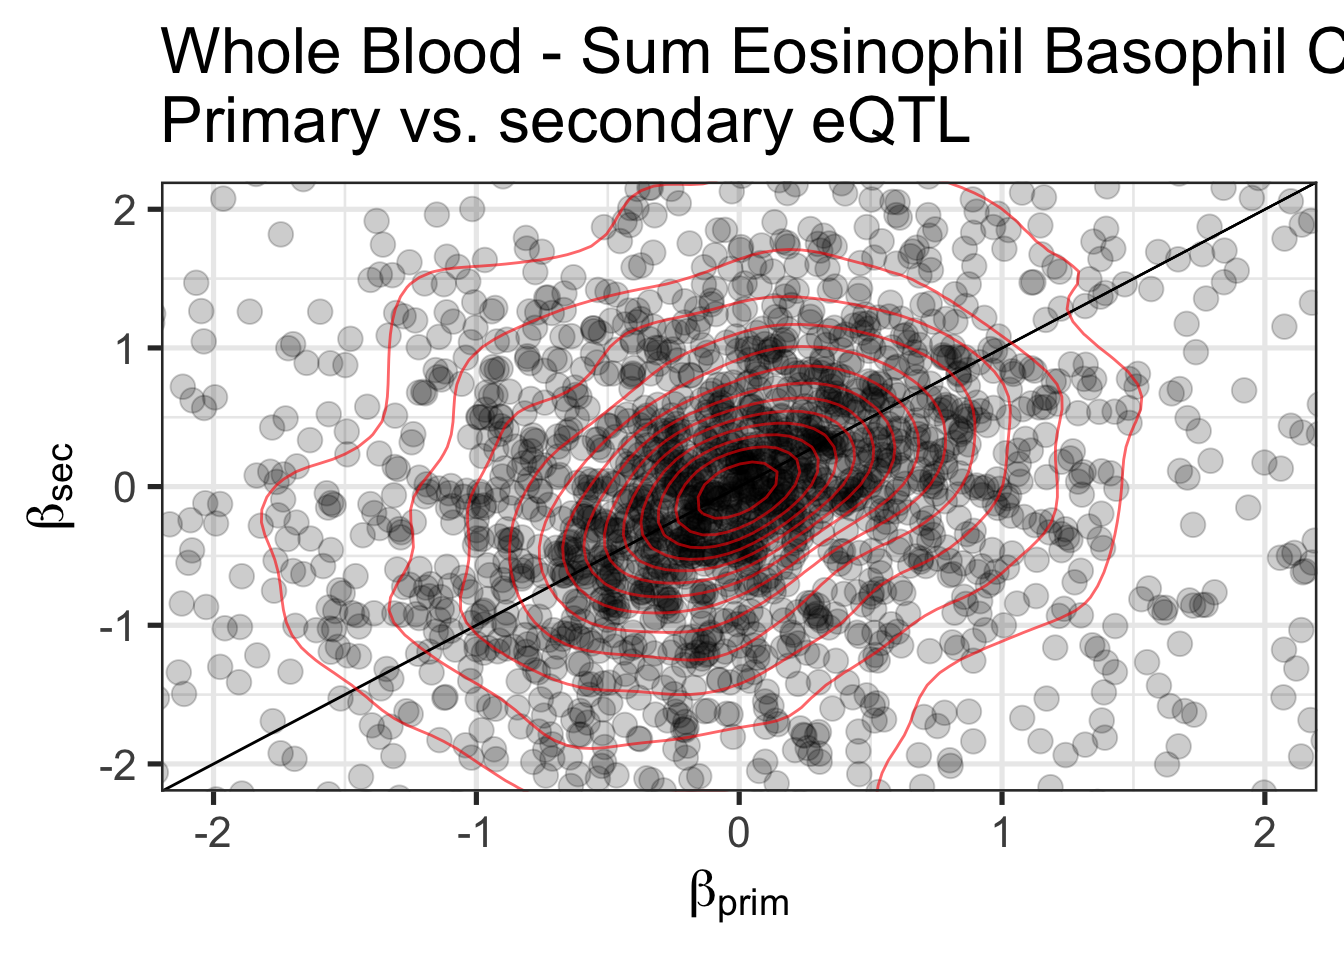 Whole Blood - Sum Eosinophil Basophil C
Primary vs. secondary eQTL
2
1
0
-1
-2
βsec
-2
-1
0
1
2
βprim